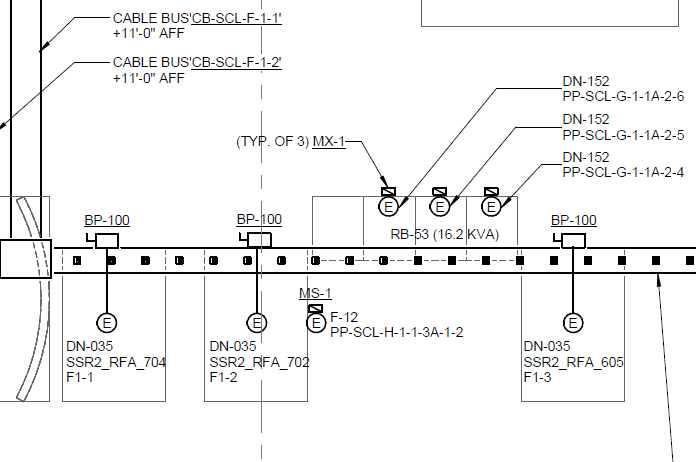 CABLE BUS'CB-SCL-F-1-1'
+11'-0" AFF
CABLE BUS'CB-SCL-F-1-2'
+11'-0" AFF
DN-152
PP-SCL-G-1-1A-2-6
DN-152
PP-SCL-G-1-1A-2-5
(TYP. OF 3) MX-1
DN-152
PP-SCL-G-1-1A-2-4
E
E
E
BP-100
BP-100
RB-53 (16.2 KVA)
BP-100
MS-1
E
E
E
F-12
PP-SCL-H-1-1-3A-1-2
E
DN-035
SSR2_RFA_704
F1-1
DN-035
SSR2_RFA_702
F1-2
DN-035
SSR2_RFA_605
F1-3